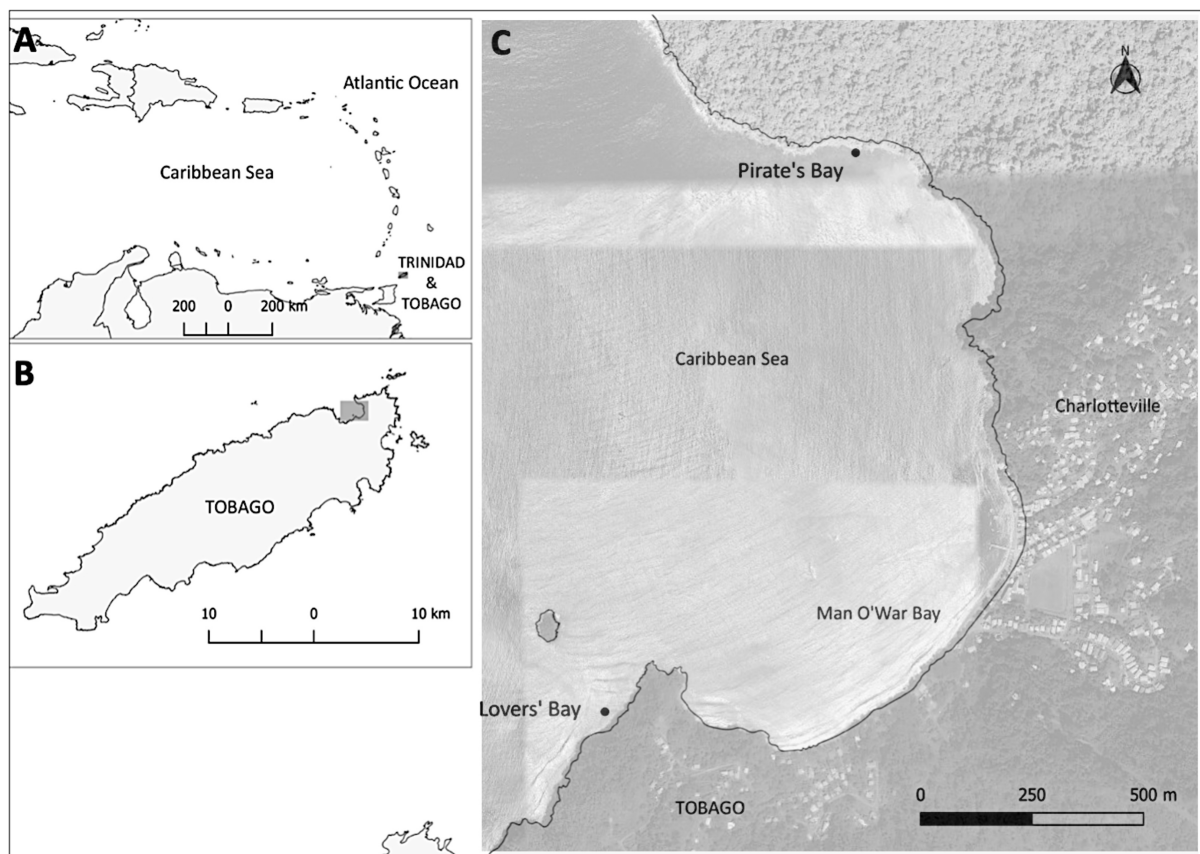 A
Atlantic Ocean
Caribbean Sea
TRINIDAD
&
TOBAGO
200 0 200 km
B
TOBAGO
10 0 10 km
C
N
Pirate's Bay
Caribbean Sea
Charlotteville
Man O'War Bay
Lovers' Bay
TOBAGO
0 250 500 m